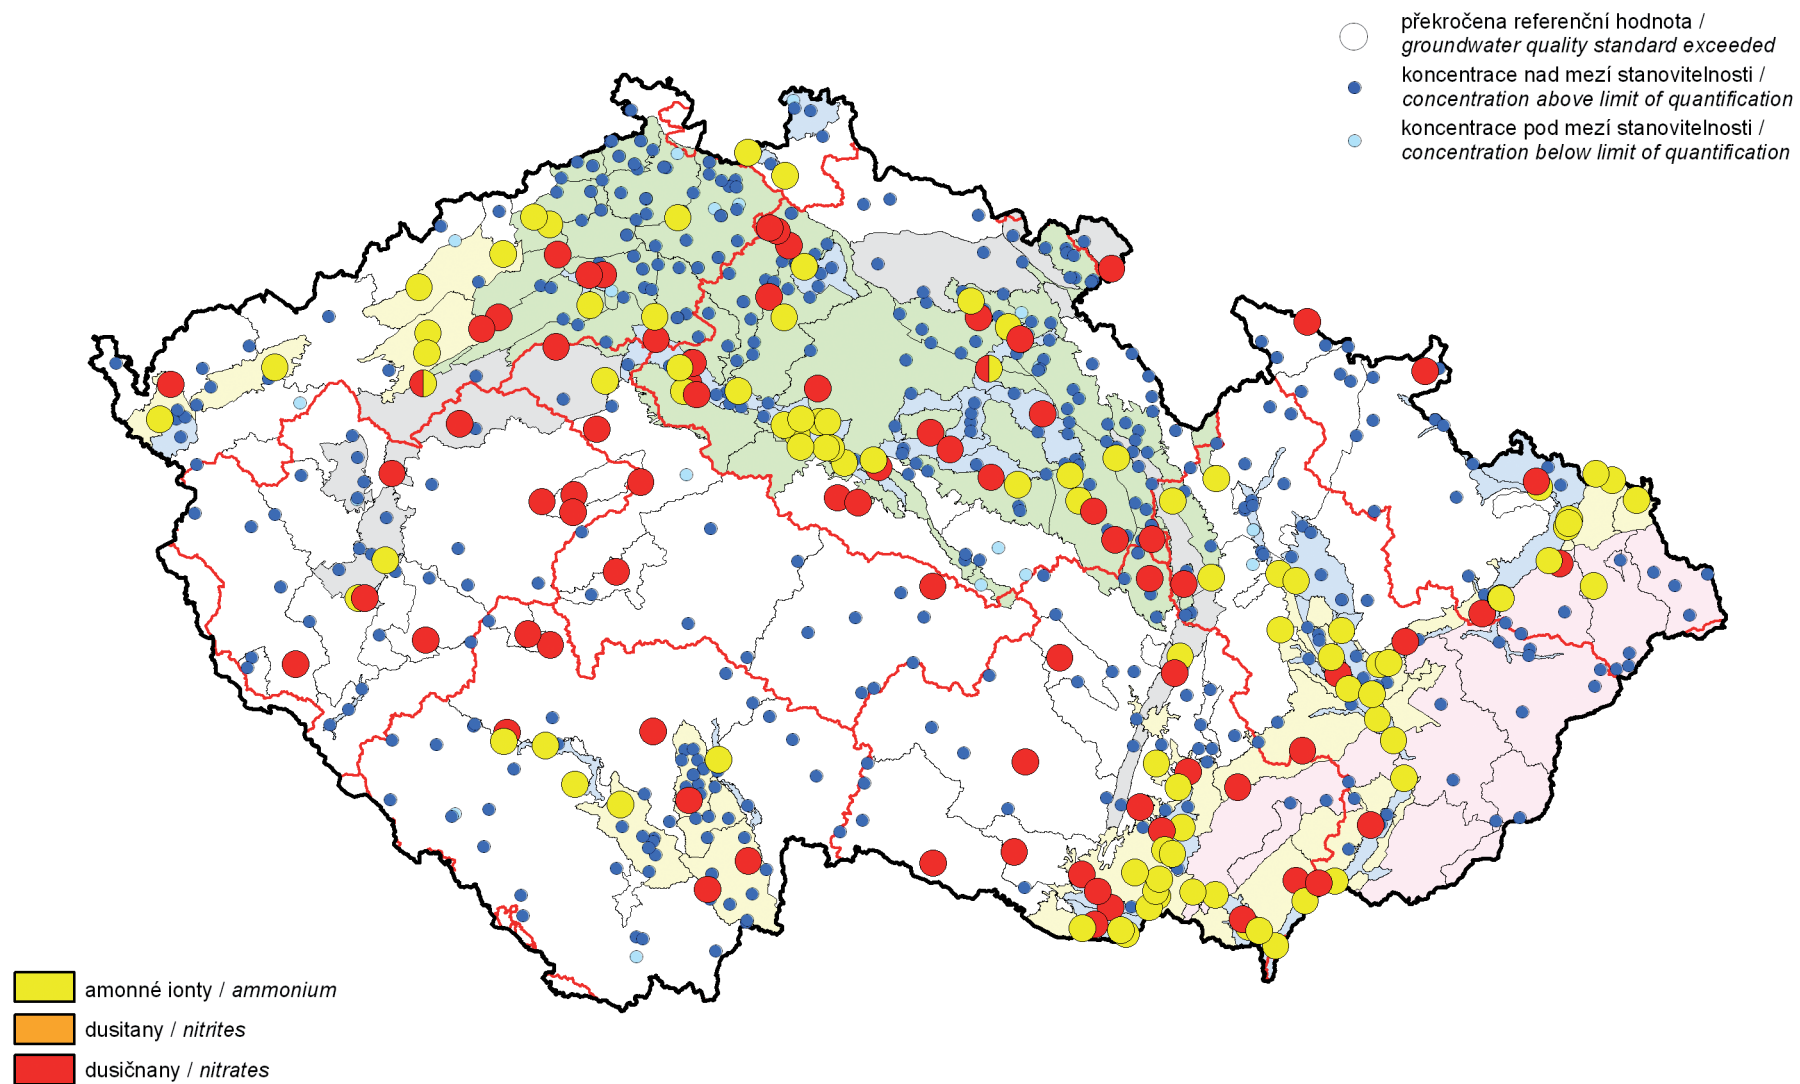 překročena referenční hodnota /
groundwater quality standard exceeded
koncentrace nad mezí stanovitelnosti /
concentration above limit of quantification
koncentrace pod mezí stanovitelnosti /
concentration below limit of quantification
amonné ionty / ammonium
dusitany / nitrites
dusičnany / nitrates